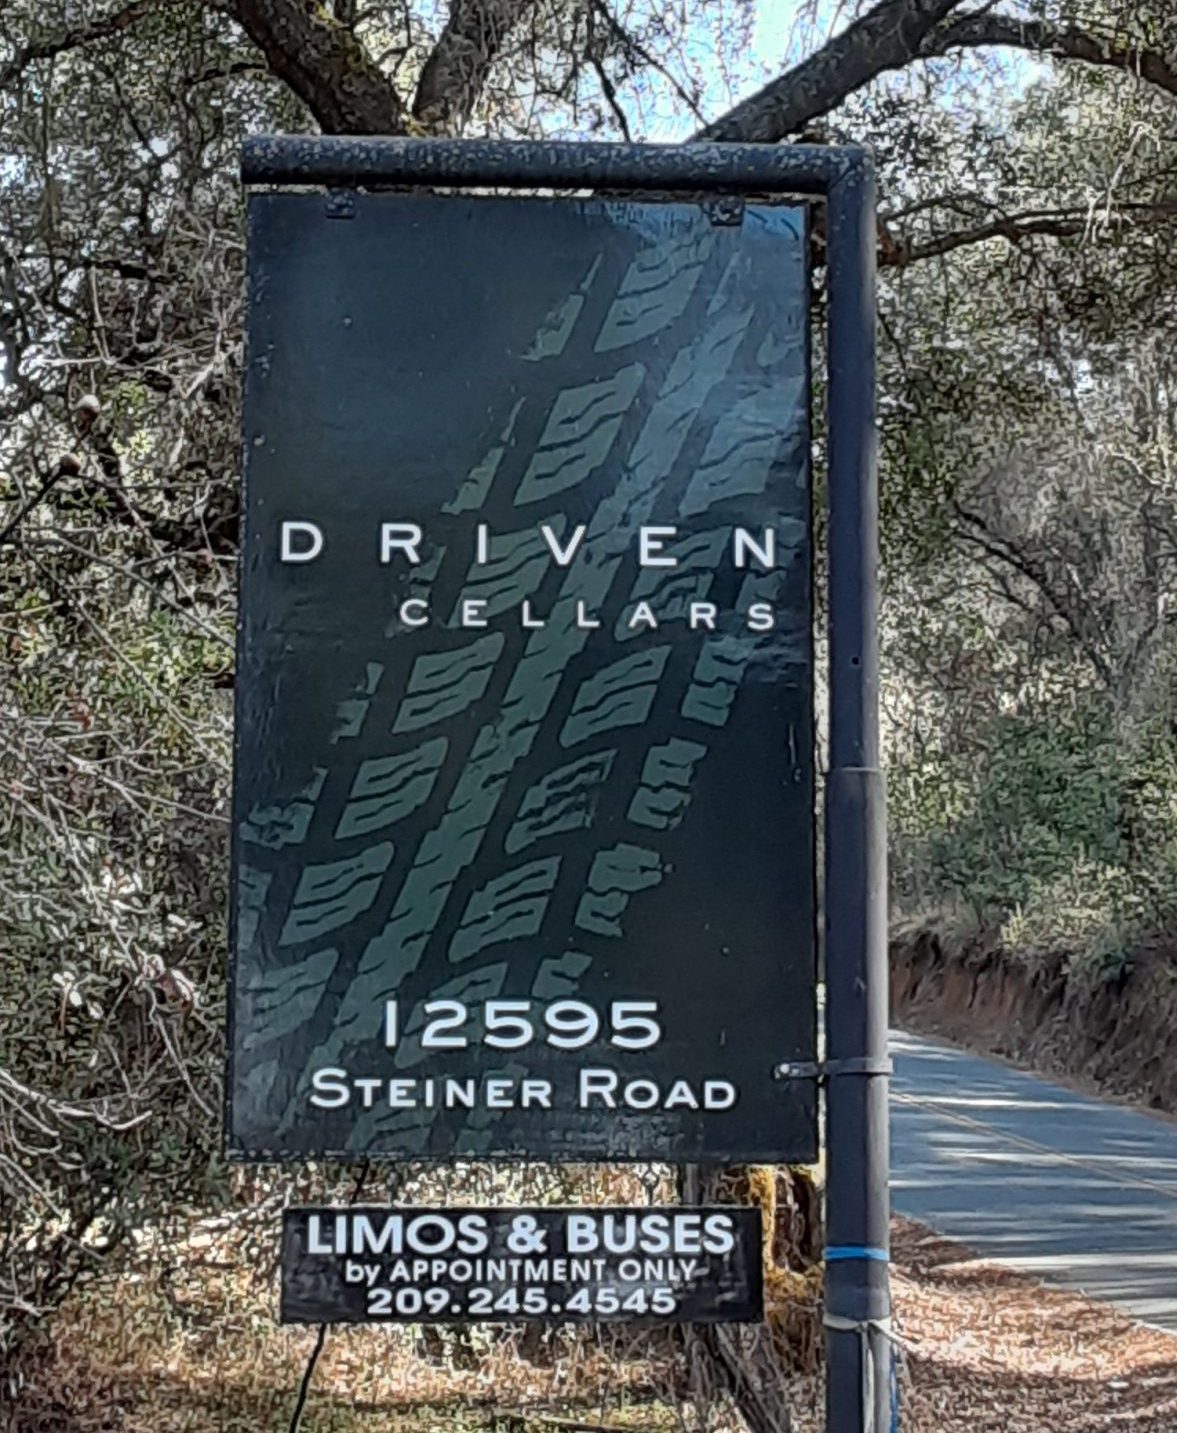 DRIVEN
CELLARS
12595
STEINER ROAD
LIMOS & BUSES
by APPOINTMENT ONLY
209.245.4545